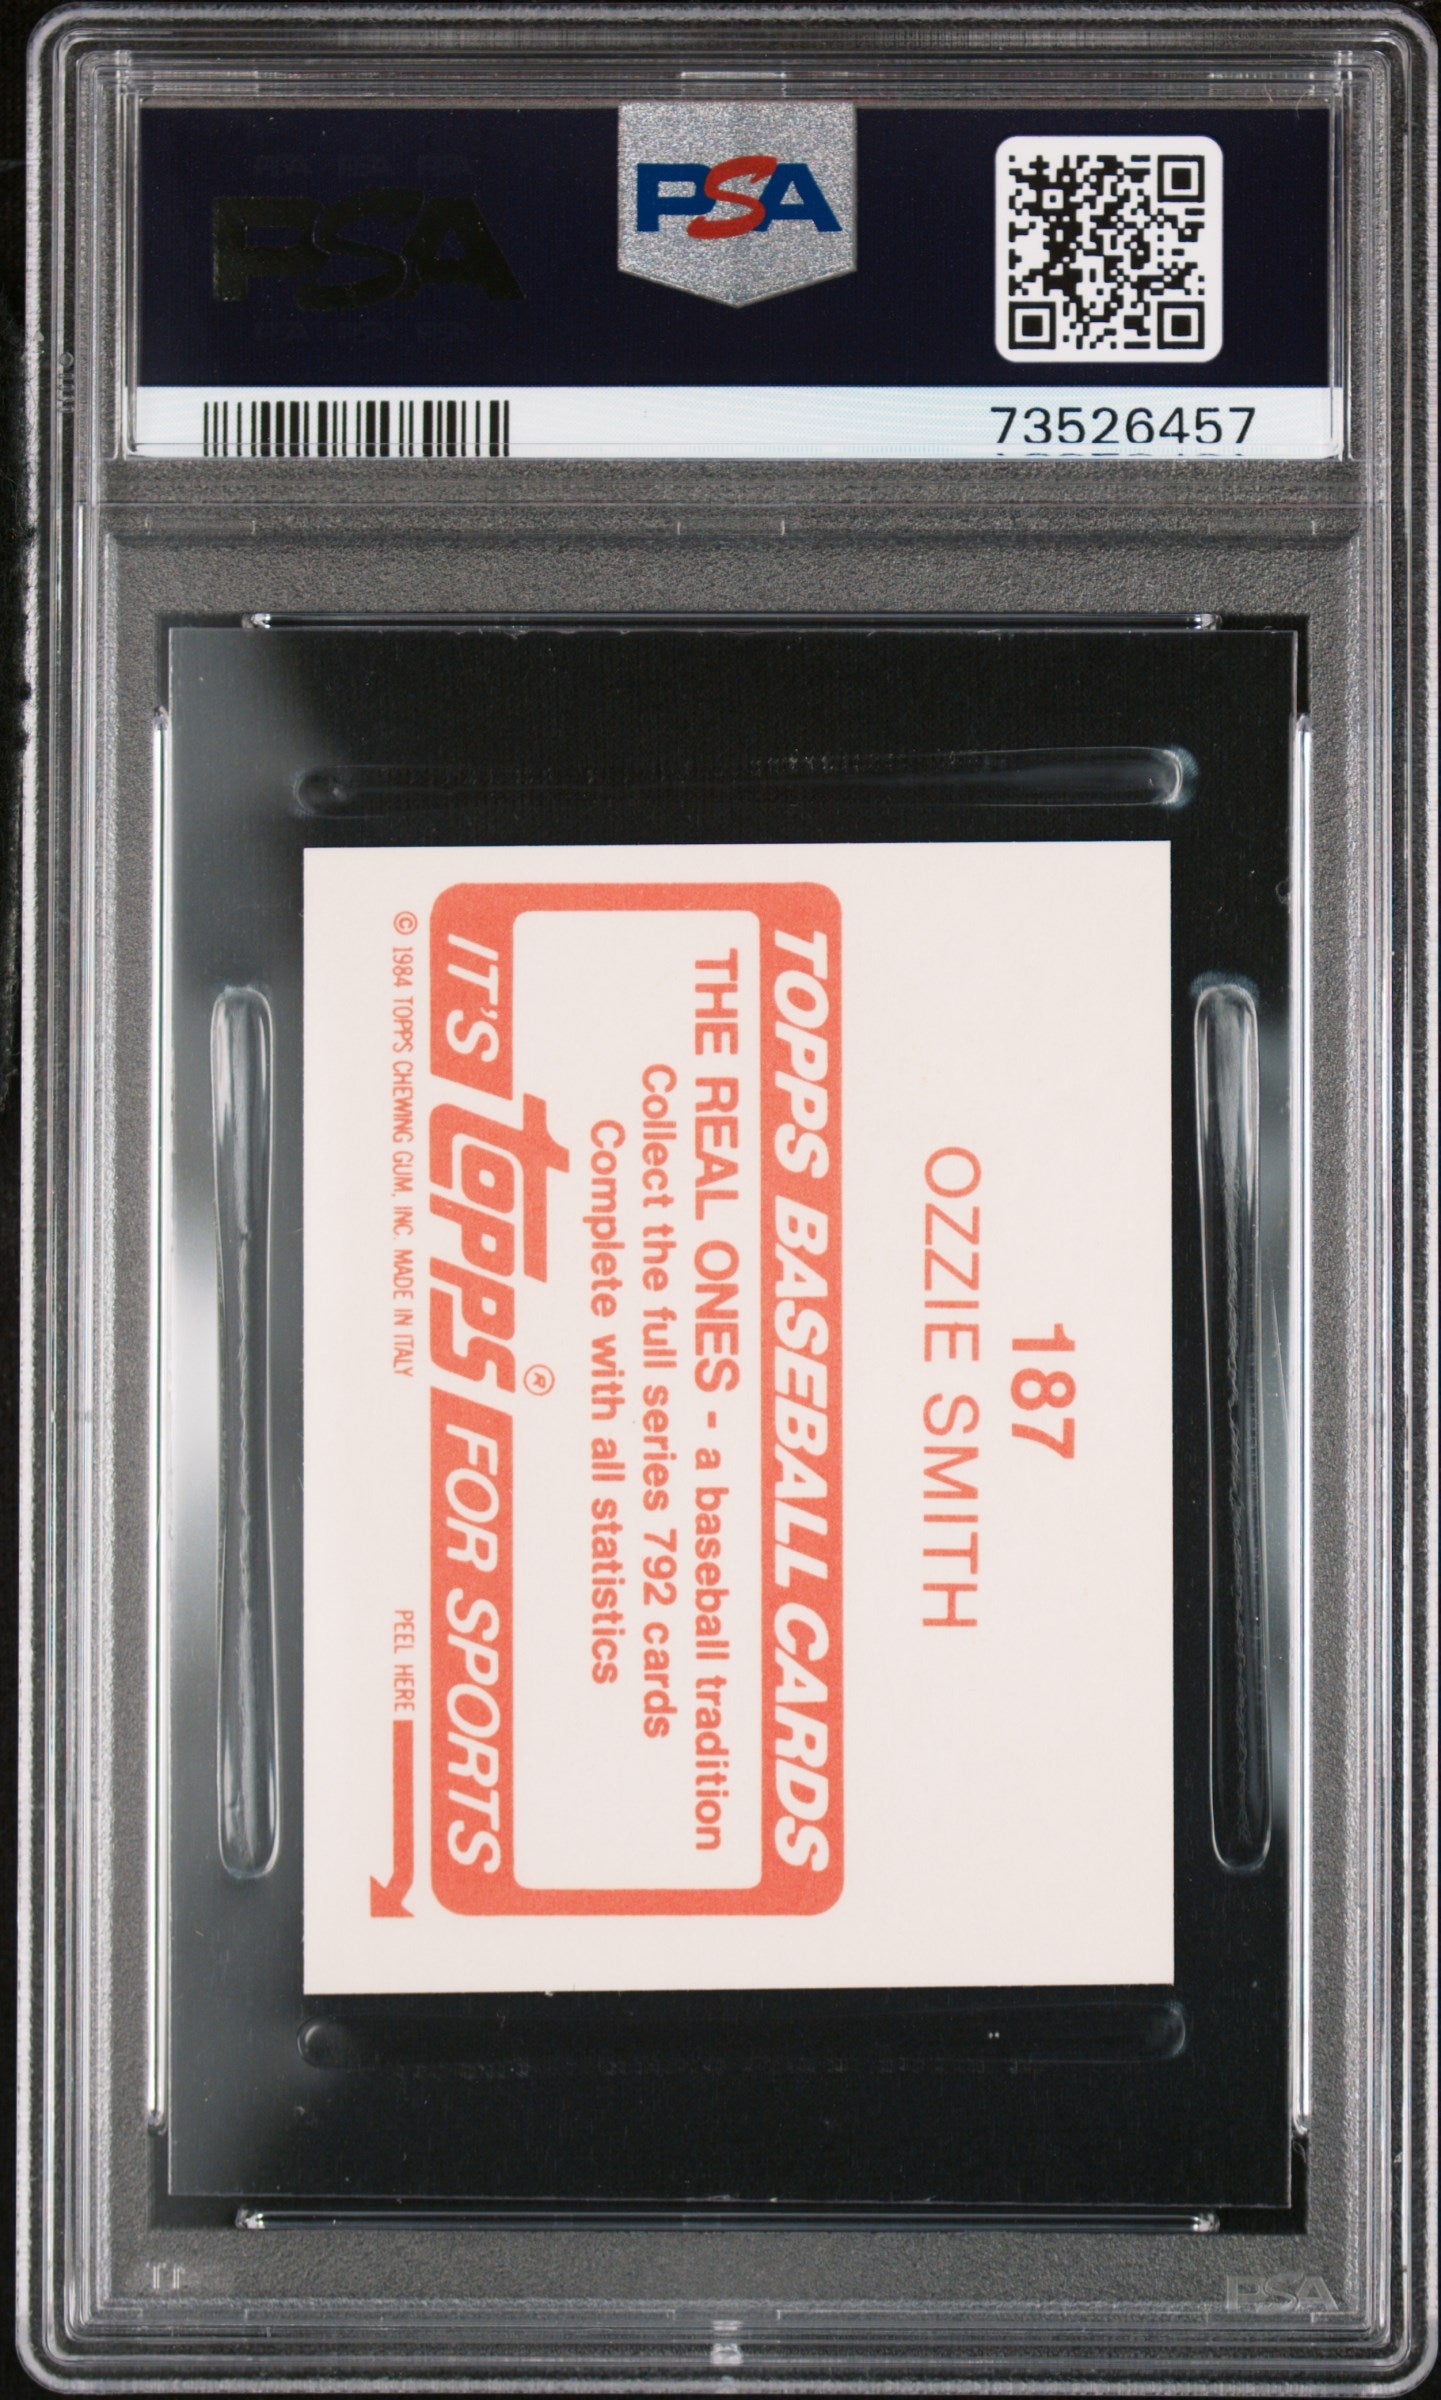 PSA
PSA
73526457
187
OZZIE SMITH
TOPPS BASEBALL CARDS
THE REAL ONES - a baseball tradition
Collect the full series 792 cards
Complete with all statistics
IT'S Topps® FOR SPORTS
© 1984 TOPPS CHEWING GUM, INC. MADE IN ITALY
PEEL HERE
PSA